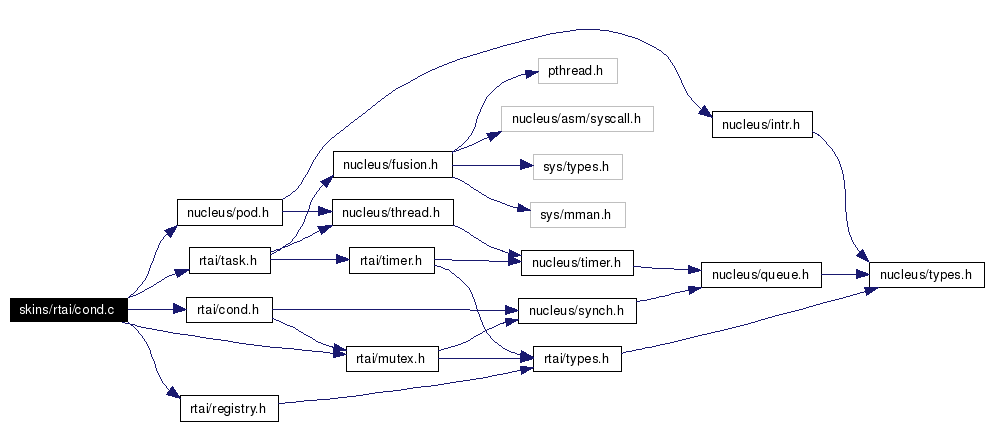 pthread.h
nucleus/asm/syscall.h
nucleus/intr.h
nucleus/fusion.h
sys/types.h
nucleus/pod.h
nucleus/thread.h
sys/mman.h
rtai/task.h
rtai/timer.h
nucleus/timer.h
nucleus/queue.h
nucleus/types.h
skins/rtai/cond.c
rtai/cond.h
nucleus/synch.h
rtai/mutex.h
rtai/types.h
rtai/registry.h